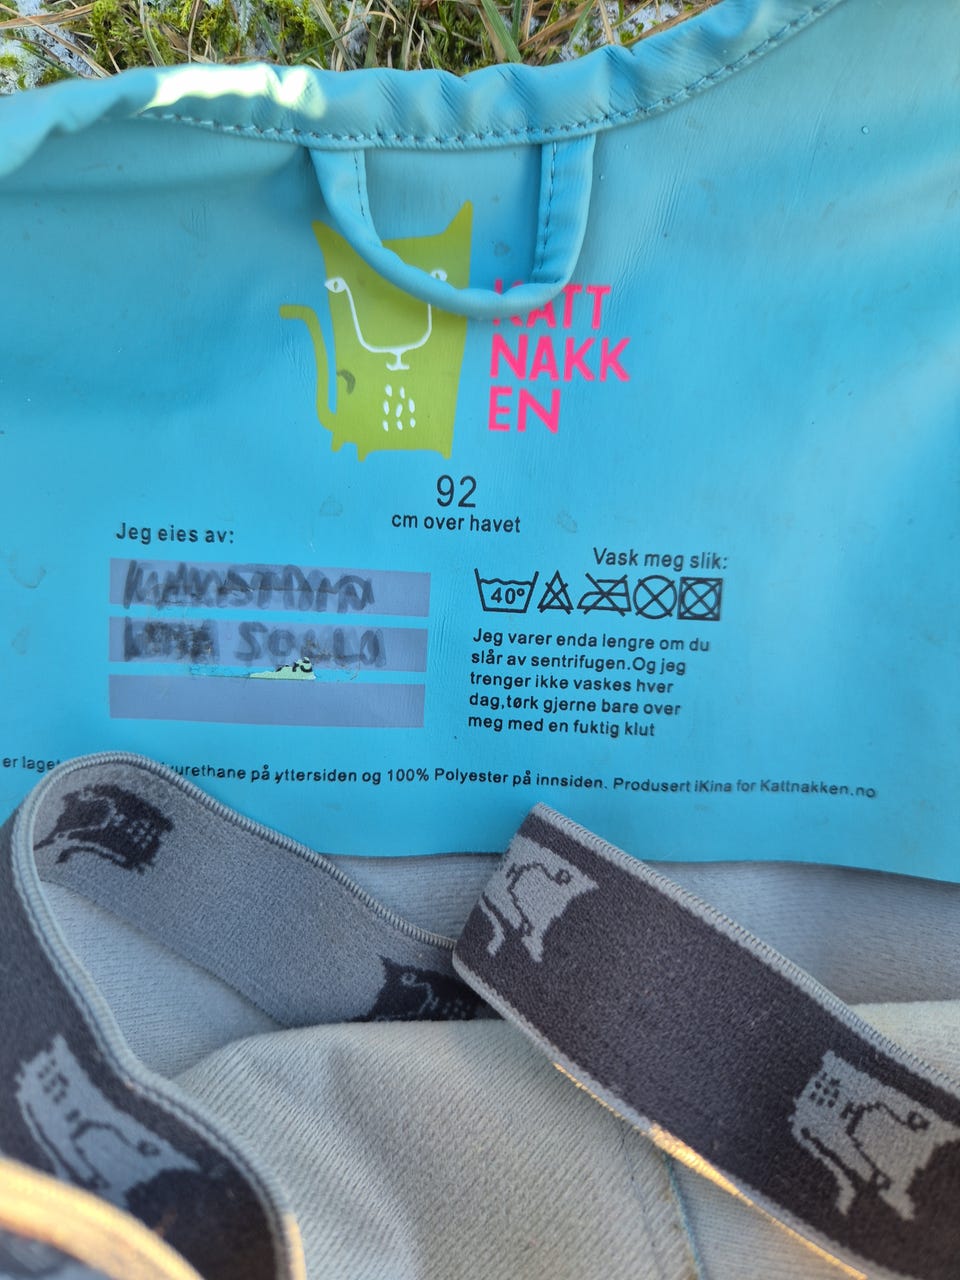 KATT
NAKK
EN
92
cm over havet
Jeg eies av:
Vask meg slik:
40°
Jeg varer enda lengre om du
slår av sentrifugen.Og jeg
trenger ikke vaskes hver
dag,tørk gjerne bare over
meg med en fuktig klut
er laget urethane på yttersiden og 100% Polyester på innsiden. Produsert iKina for Kattnakken.no